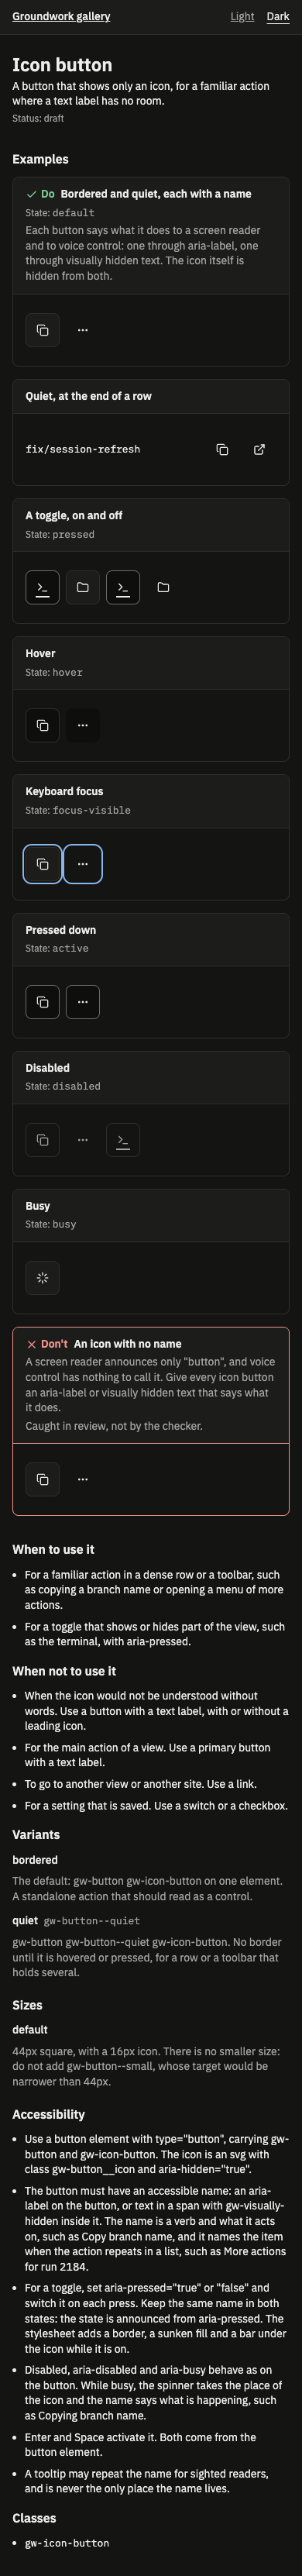 Groundwork gallery
Light
Dark
Icon button
A button that shows only an icon, for a familiar action
where a text label has no room.
Status: draft
Examples
Do Bordered and quiet, each with a name
State: default
Each button says what it does to a screen reader
and to voice control: one through aria-label, one
through visually hidden text. The icon itself is
hidden from both.
Quiet, at the end of a row
fix/session-refresh
A toggle, on and off
State: pressed
Hover
State: hover
Keyboard focus
State: focus-visible
Pressed down
State: active
Disabled
State: disabled
Busy
State: busy
Don't An icon with no name
A screen reader announces only "button", and voice
control has nothing to call it. Give every icon button
an aria-label or visually hidden text that says what
it does.
Caught in review, not by the checker.
When to use it
For a familiar action in a dense row or a toolbar, such
as copying a branch name or opening a menu of more
actions.
For a toggle that shows or hides part of the view, such
as the terminal, with aria-pressed.
When not to use it
When the icon would not be understood without
words. Use a button with a text label, with or without a
leading icon.
For the main action of a view. Use a primary button
with a text label.
To go to another view or another site. Use a link.
For a setting that is saved. Use a switch or a checkbox.
Variants
bordered
The default: gw-button gw-icon-button on one element.
A standalone action that should read as a control.
quiet gw-button--quiet
gw-button gw-button--quiet gw-icon-button. No border
until it is hovered or pressed, for a row or a toolbar that
holds several.
Sizes
default
44px square, with a 16px icon. There is no smaller size:
do not add gw-button--small, whose target would be
narrower than 44px.
Accessibility
Use a button element with type="button", carrying gw-
button and gw-icon-button. The icon is an svg with
class gw-button__icon and aria-hidden="true".
The button must have an accessible name: an aria-
label on the button, or text in a span with gw-visually-
hidden inside it. The name is a verb and what it acts
on, such as Copy branch name, and it names the item
when the action repeats in a list, such as More actions
for run 2184.
For a toggle, set aria-pressed="true" or "false" and
switch it on each press. Keep the same name in both
states: the state is announced from aria-pressed. The
stylesheet adds a border, a sunken fill and a bar under
the icon while it is on.
Disabled, aria-disabled and aria-busy behave as on
the button. While busy, the spinner takes the place of
the icon and the name says what is happening, such
as Copying branch name.
Enter and Space activate it. Both come from the
button element.
A tooltip may repeat the name for sighted readers,
and is never the only place the name lives.
Classes
gw-icon-button